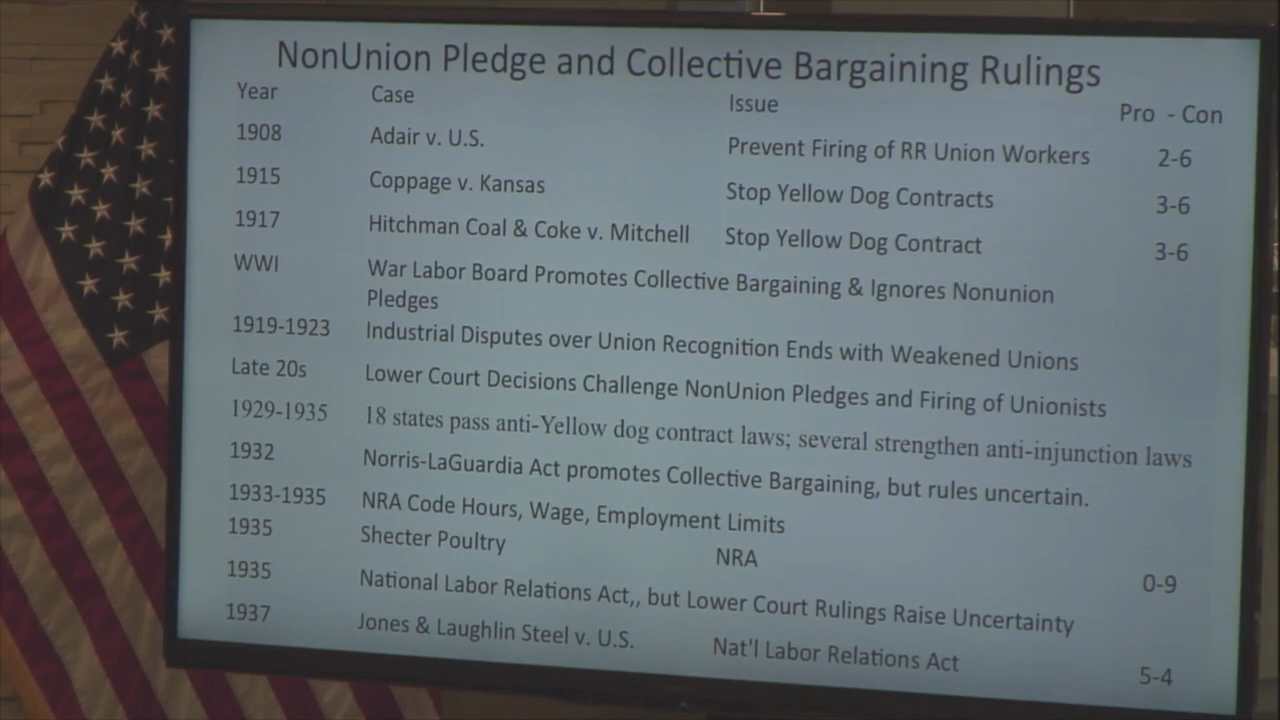 NonUnion Pledge and Collective Bargaining Rulings
Year Case Issue Pro - Con
1908 Adair v. U.S. Prevent Firing of RR Union Workers 2-6
1915 Coppage v. Kansas Stop Yellow Dog Contracts 3-6
1917 Hitchman Coal & Coke v. Mitchell Stop Yellow Dog Contract 3-6
WWI War Labor Board Promotes Collective Bargaining & Ignores Nonunion
Pledges
1919-1923 Industrial Disputes over Union Recognition Ends with Weakened Unions
Late 20s Lower Court Decisions Challenge NonUnion Pledges and Firing of Unionists
1929-1935 18 states pass anti-Yellow dog contract laws; several strengthen anti-injunction laws
1932 Norris-LaGuardia Act promotes Collective Bargaining, but rules uncertain.
1933-1935 NRA Code Hours, Wage, Employment Limits
1935 Shecter Poultry NRA 0-9
1935 National Labor Relations Act,, but Lower Court Rulings Raise Uncertainty
1937 Jones & Laughlin Steel v. U.S. Nat'l Labor Relations Act 5-4